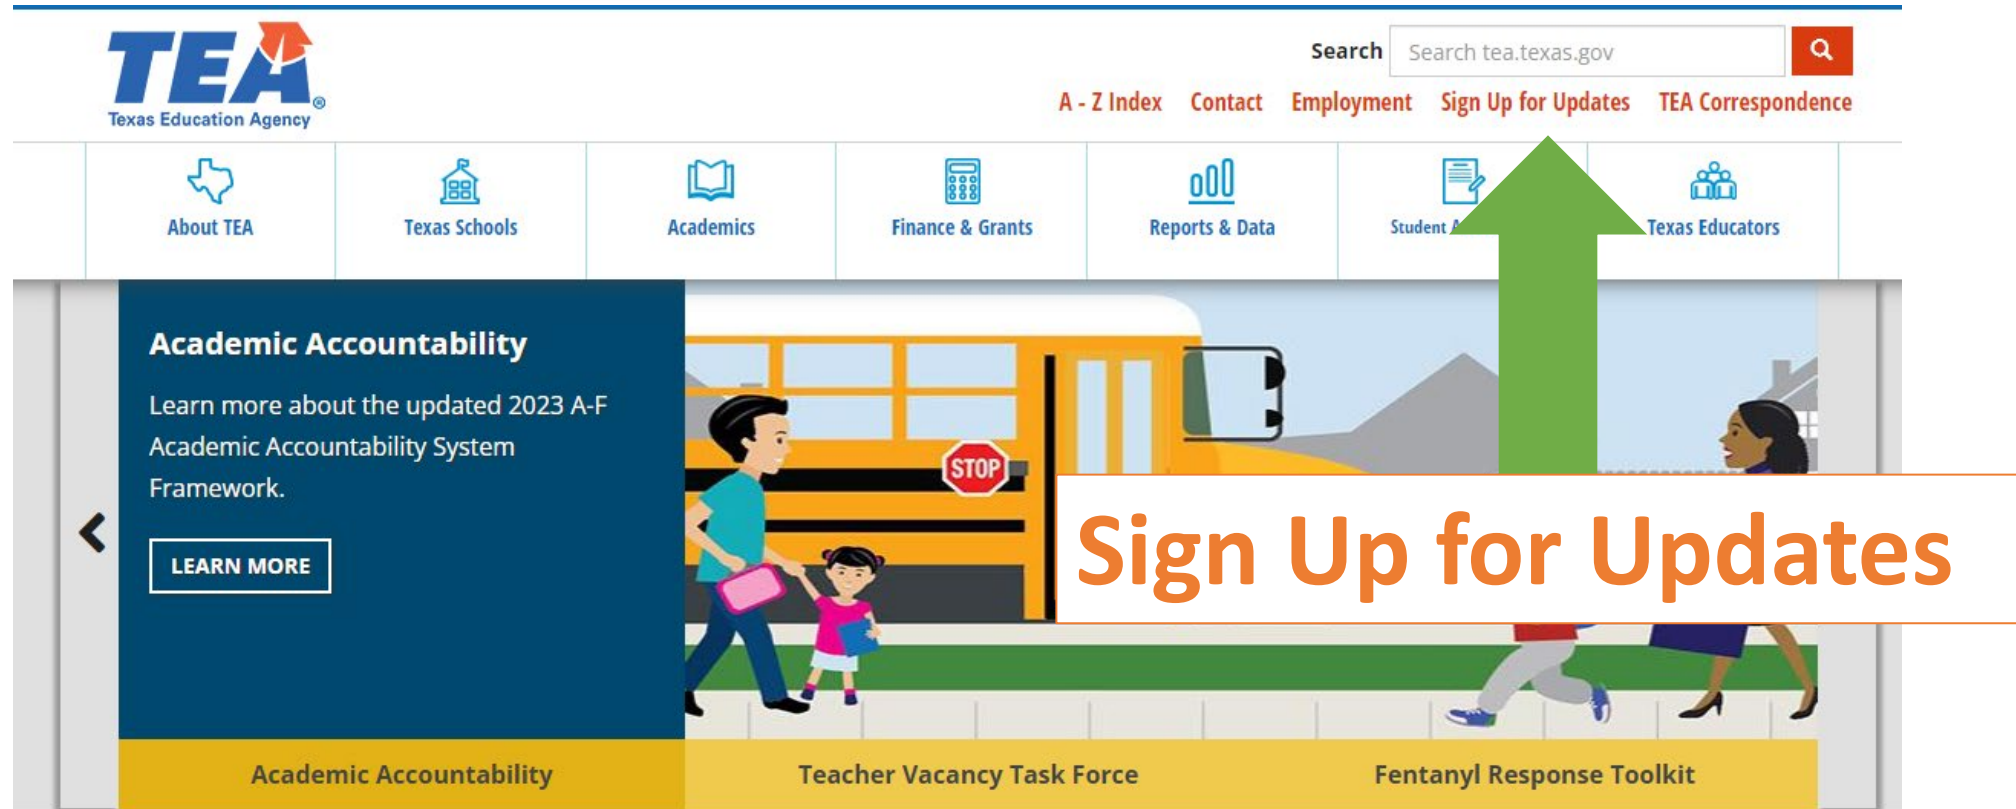 TEA
®
Texas Education Agency
Search Search tea.texas.gov
A - Z Index Contact Employment Sign Up for Updates TEA Correspondence
About TEA
Texas Schools
Academics
Finance & Grants
Reports & Data
Student
Texas Educators
Academic Accountability
Learn more about the updated 2023 A-F
Academic Accountability System
Framework.
LEARN MORE
STOP
Sign Up for Updates
Academic Accountability
Teacher Vacancy Task Force
Fentanyl Response Toolkit